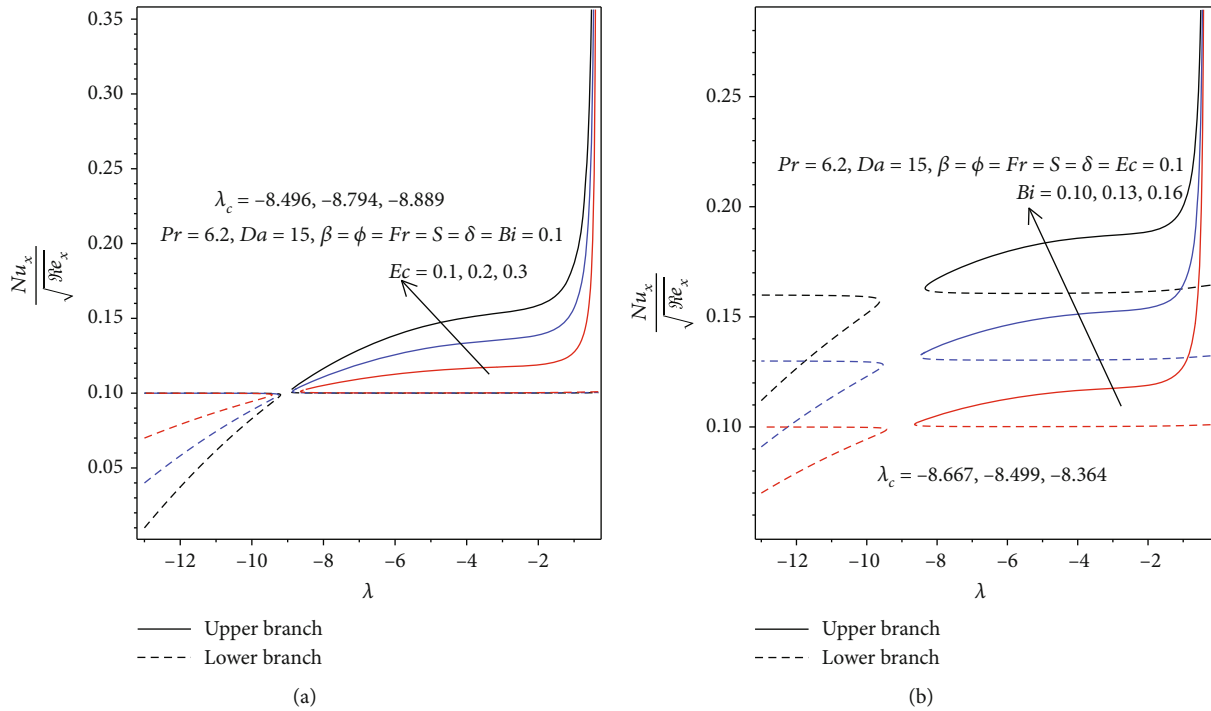 0.35
0.30
0.25
0.20
0.15
0.10
0.05
Nu_x
√ℜe_x
λ_c = –8.496, –8.794, –8.889
Pr = 6.2, Da = 15, β = ϕ = Fr = S = δ = Bi = 0.1
Ec = 0.1, 0.2, 0.3
–12 –10 –8 –6 –4 –2
λ
Upper branch
Lower branch
(a)
0.25
0.20
0.15
0.10
Nu_x
√ℜe_x
Pr = 6.2, Da = 15, β = ϕ = Fr = S = δ = Ec = 0.1
Bi = 0.10, 0.13, 0.16
λ_c = –8.667, –8.499, –8.364
–12 –10 –8 –6 –4 –2
λ
Upper branch
Lower branch
(b)